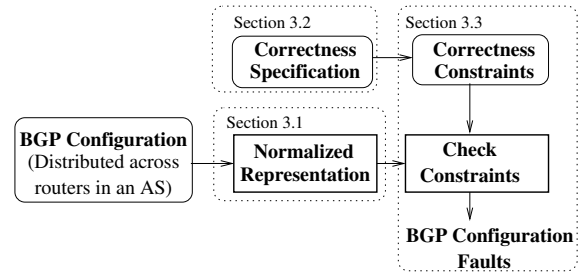 Section 3.2
Correctness
Specification
Section 3.3
Correctness
Constraints
BGP Configuration
(Distributed across
routers in an AS)
Section 3.1
Normalized
Representation
Check
Constraints
BGP Configuration
Faults